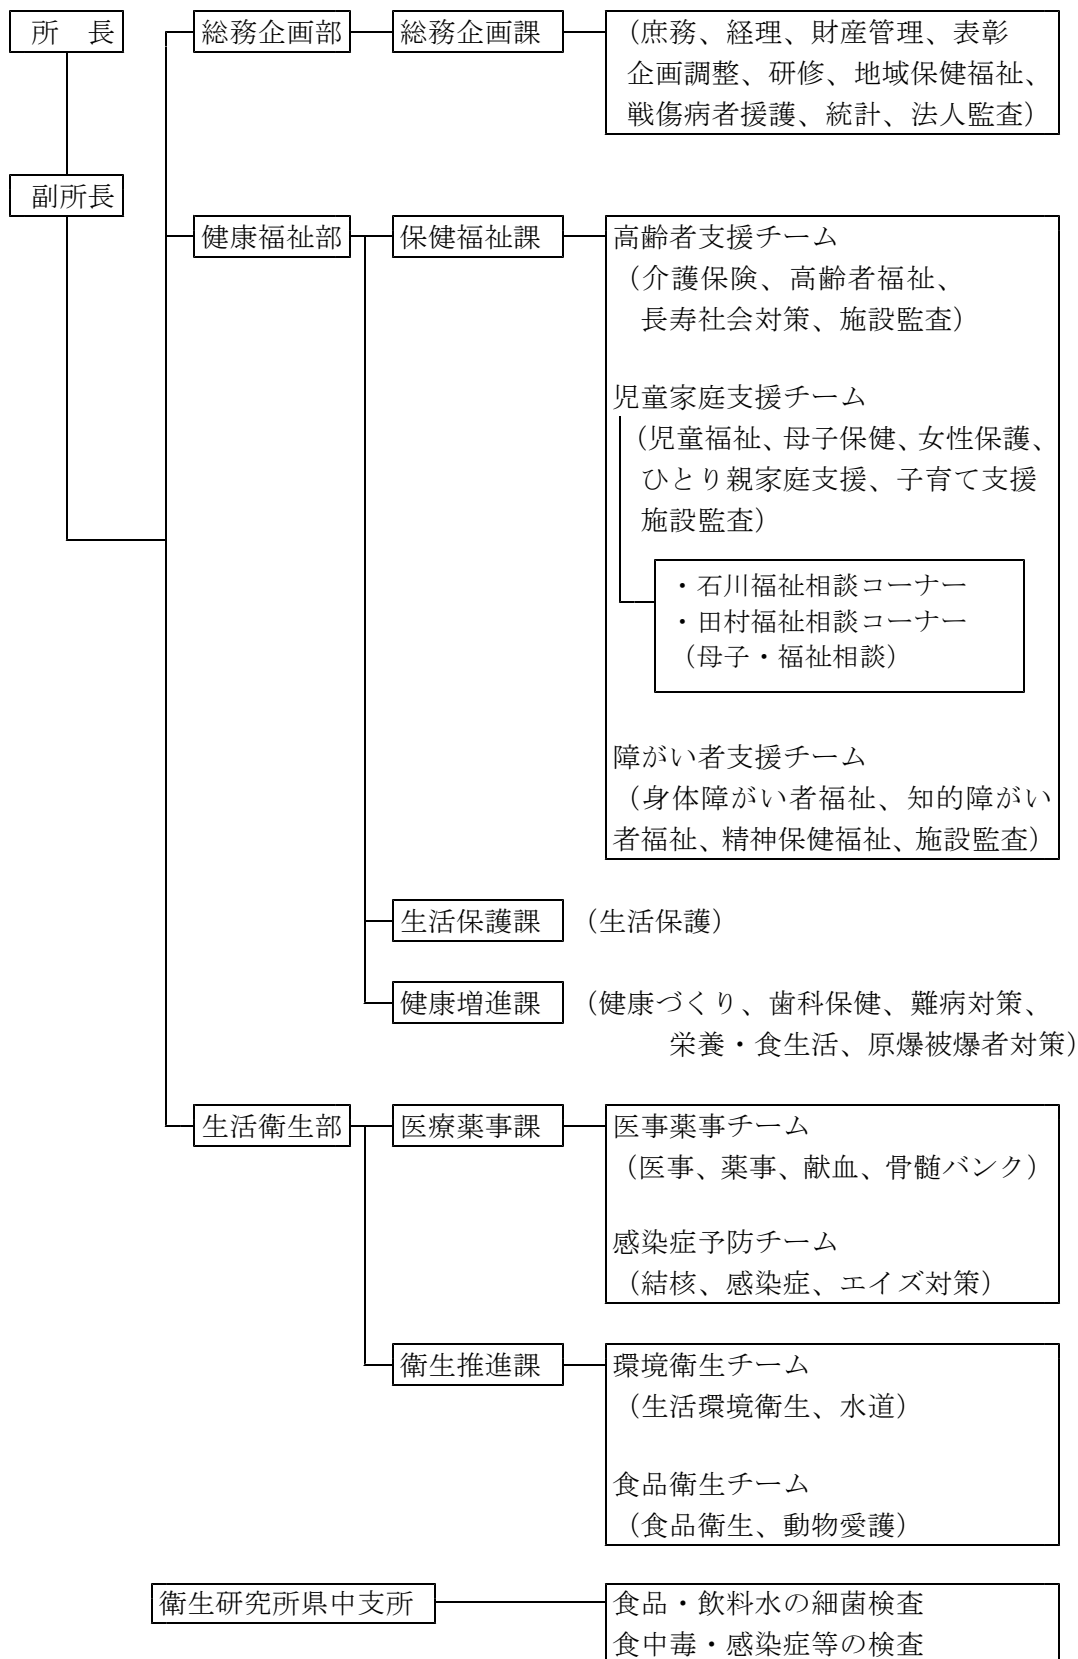 所　長
総務企画部
総務企画課
（庶務、経理、財産管理、表彰
企画調整、研修、地域保健福祉、
戦傷病者援護、統計、法人監査）
副所長
健康福祉部
保健福祉課
高齢者支援チーム
（介護保険、高齢者福祉、
長寿社会対策、施設監査）
児童家庭支援チーム
（児童福祉、母子保健、女性保護、
ひとり親家庭支援、子育て支援
施設監査）
・石川福祉相談コーナー
・田村福祉相談コーナー
（母子・福祉相談）
障がい者支援チーム
（身体障がい者福祉、知的障がい
者福祉、精神保健福祉、施設監査）
生活保護課
（生活保護）
健康増進課
（健康づくり、歯科保健、難病対策、
栄養・食生活、原爆被爆者対策）
生活衛生部
医療薬事課
医事薬事チーム
（医事、薬事、献血、骨髄バンク）
感染症予防チーム
（結核、感染症、エイズ対策）
衛生推進課
環境衛生チーム
（生活環境衛生、水道）
食品衛生チーム
（食品衛生、動物愛護）
衛生研究所県中支所
食品・飲料水の細菌検査
食中毒・感染症等の検査